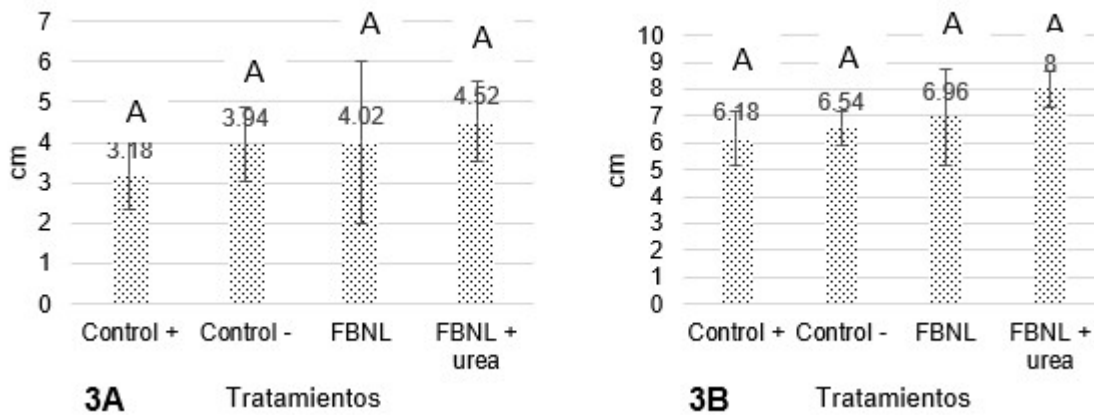 7
6
5
4
3
2
1
0
cm
A
A
A
A
3.18
3.94
4.02
4.52
Control +
Control -
FBNL
FBNL +
urea
3A
Tratamientos
10
9
8
7
6
5
4
3
2
1
0
cm
A
A
A
A
6.18
6.54
6.96
8
Control +
Control -
FBNL
FBNL +
urea
3B
Tratamientos